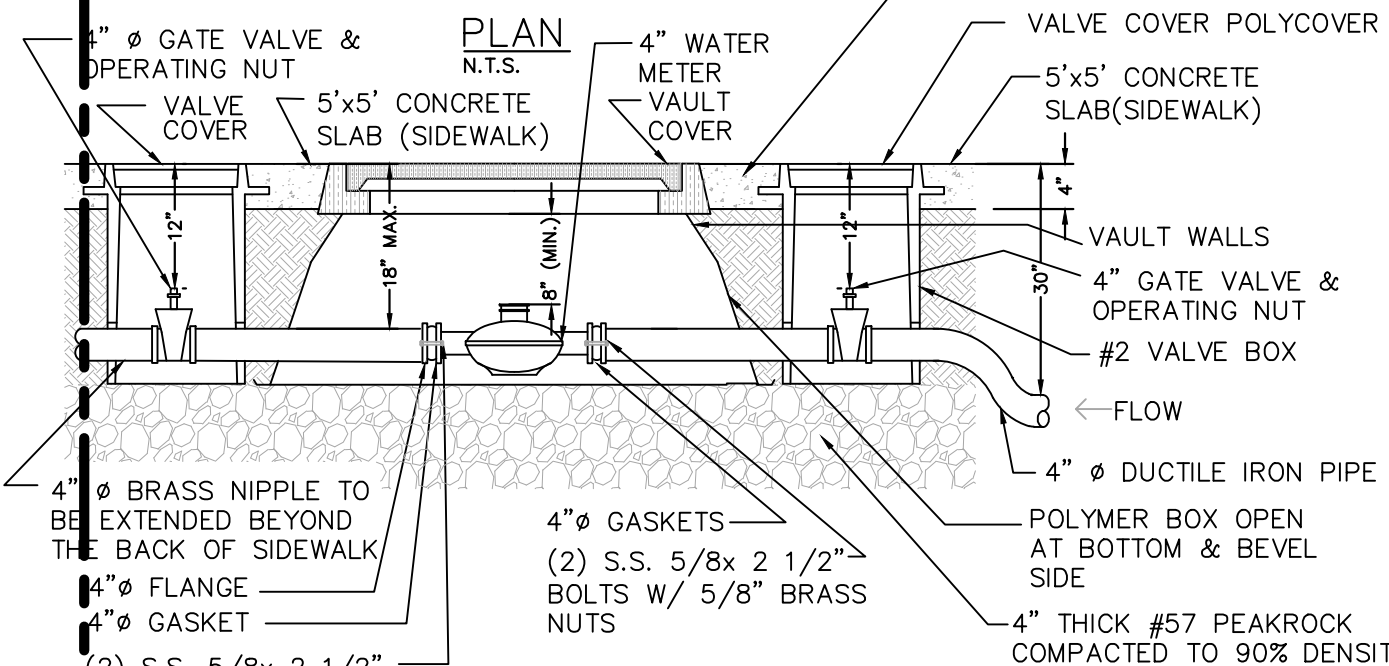 PLAN
N.T.S.
4" ø GATE VALVE &
OPERATING NUT
VALVE
COVER
5'x5' CONCRETE
SLAB (SIDEWALK)
4" WATER
METER
VAULT
COVER
VALVE COVER POLYCOVER
5'x5' CONCRETE
SLAB(SIDEWALK)
12"
18" MAX.
8" (MIN.)
12"
4"
30"
VAULT WALLS
4" GATE VALVE &
OPERATING NUT
#2 VALVE BOX
FLOW
4" ø DUCTILE IRON PIPE
POLYMER BOX OPEN
AT BOTTOM & BEVEL
SIDE
4" THICK #57 PEAKROCK
COMPACTED TO 90% DENSIT
4" ø BRASS NIPPLE TO
BE EXTENDED BEYOND
THE BACK OF SIDEWALK
4"ø FLANGE
4"ø GASKET
(2) S.S. 5/8x 2 1/2"
4"ø GASKETS
(2) S.S. 5/8x 2 1/2"
BOLTS W/ 5/8" BRASS
NUTS